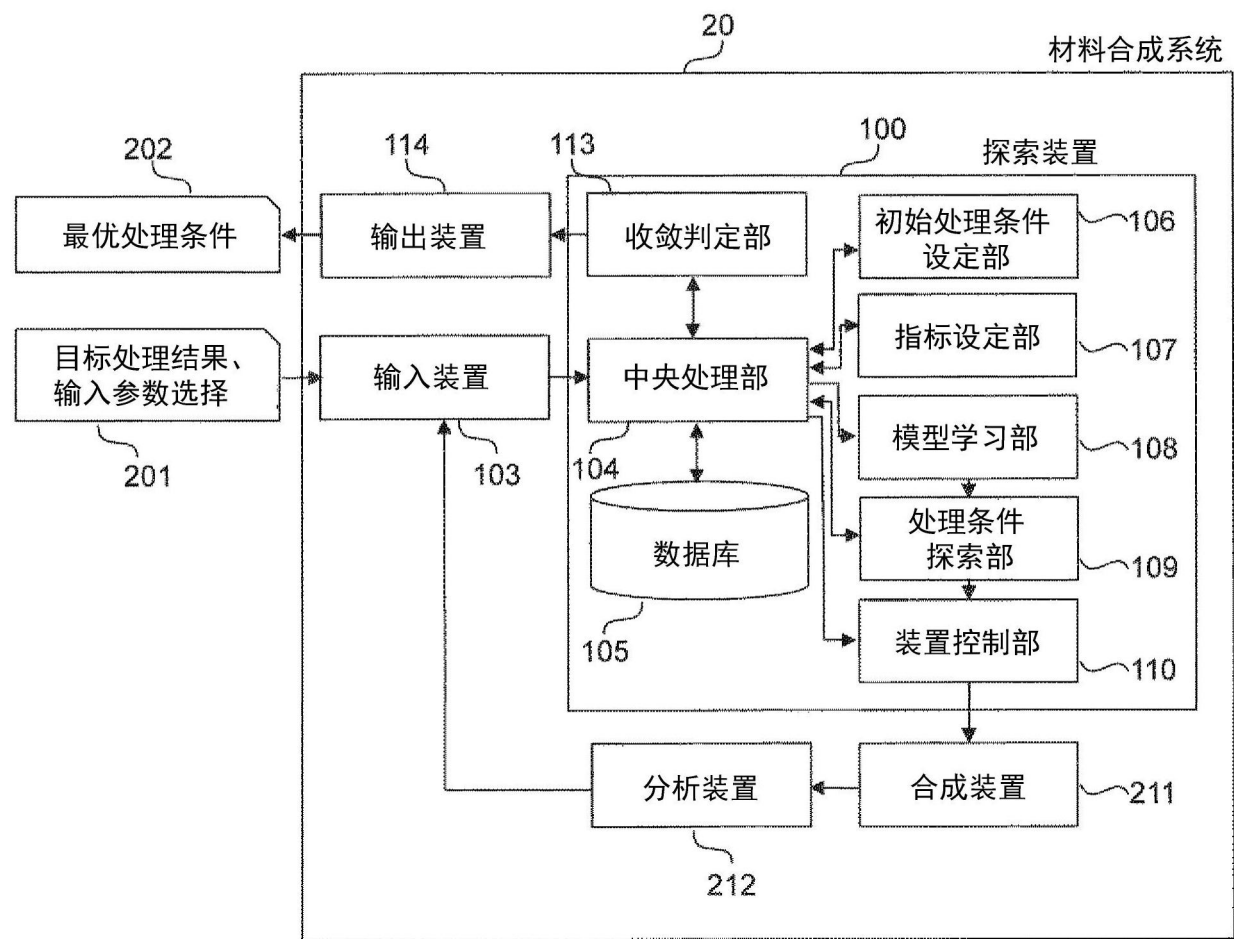 20
材料合成系统
202
114
113
100
探索装置
最优处理条件
输出装置
收敛判定部
初始处理条件
设定部
106
目标处理结果、
输入参数选择
输入装置
中央处理部
指标设定部
107
201
103
104
模型学习部
108
数据库
处理条件
探索部
109
105
装置控制部
110
分析装置
合成装置
211
212